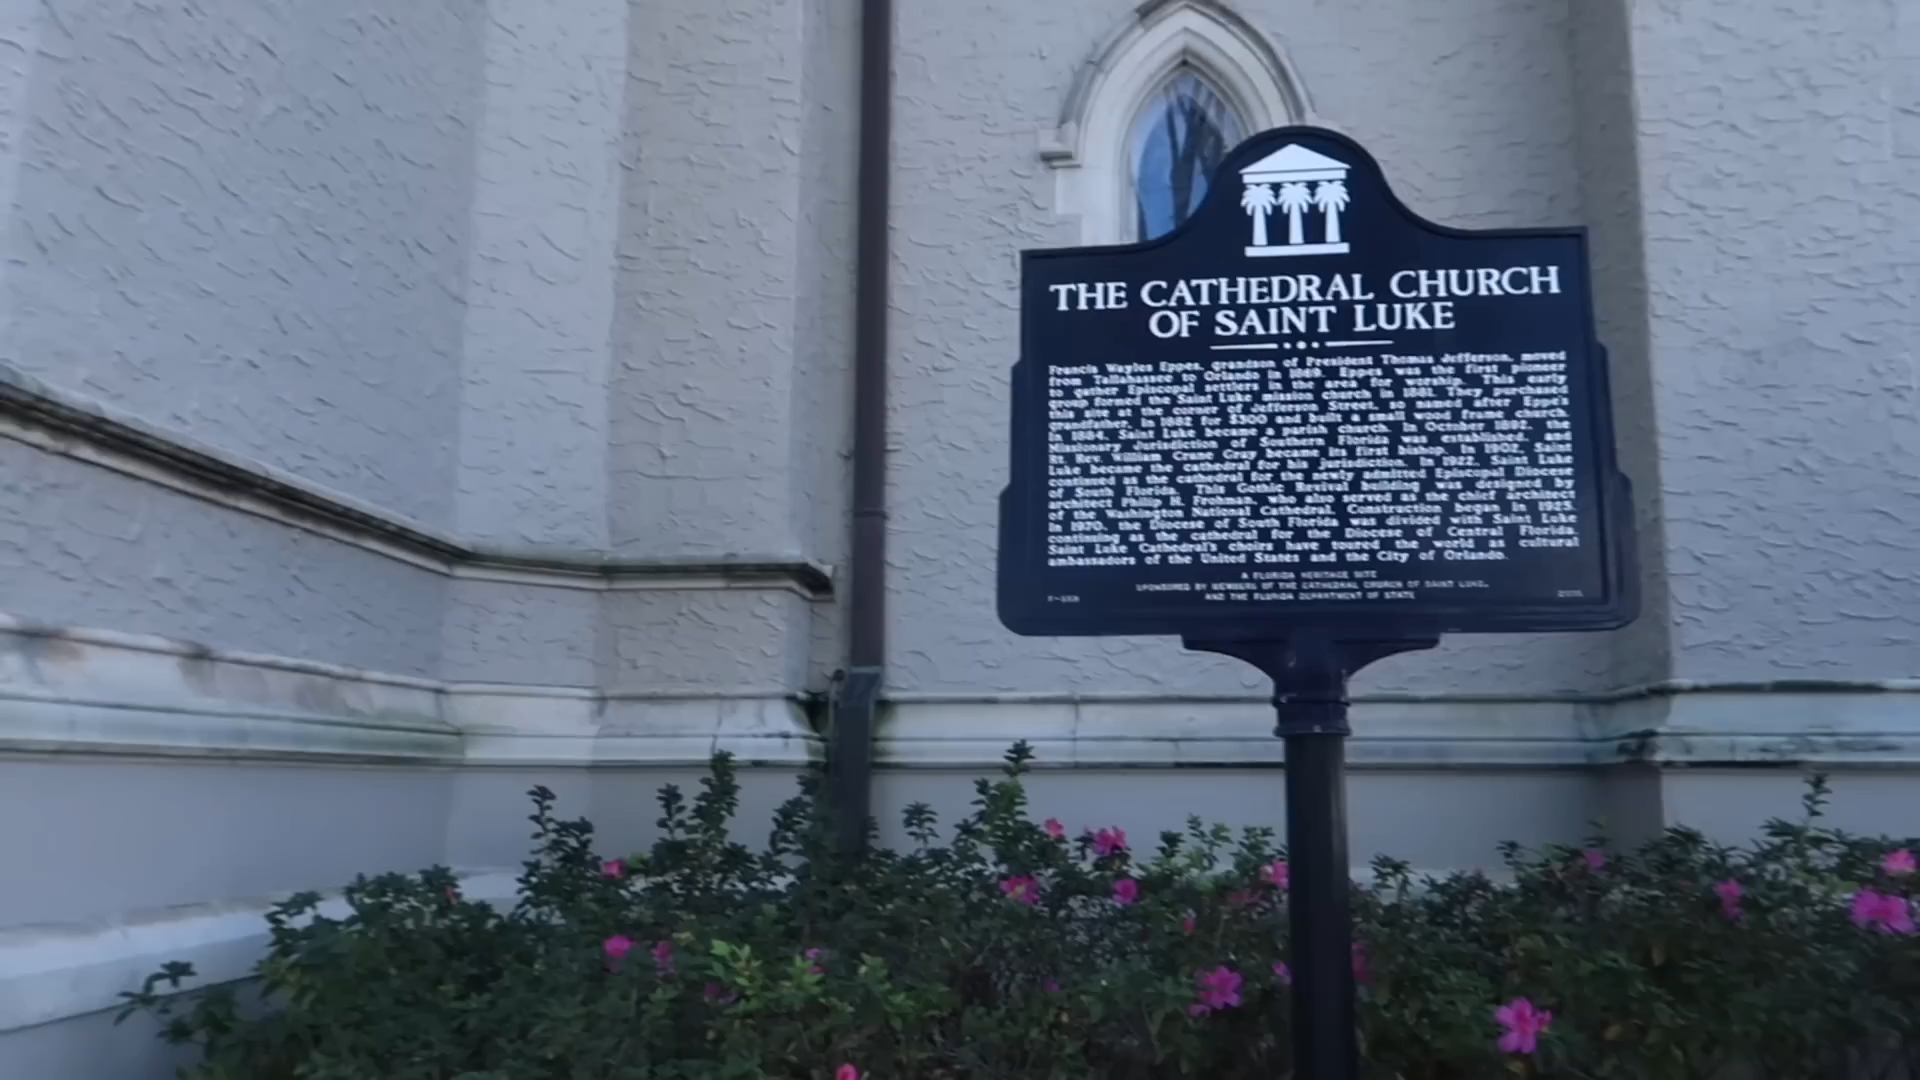 THE CATHEDRAL CHURCH
OF SAINT LUKE
Francis Wayles Eppes, grandson of President Thomas Jefferson, moved
from Tallahassee to Orlando in 1869. Eppes was the first pioneer
to gather Episcopal settlers in the area for worship. This early
group formed the Saint Luke mission church in 1881. They purchased
this site at the corner of Jefferson Street, so named after Eppe's
grandfather, in 1882 for $300 and built a small wood frame church.
In 1884, Saint Luke became a parish church. In October 1892, the
Missionary Jurisdiction of Southern Florida was established, and
Rt. Rev. William Crane Gray became its first bishop. In 1902, Saint
Luke became the cathedral for his jurisdiction. In 1922, Saint Luke
continued as the cathedral for the newly admitted Episcopal Diocese
of South Florida. This Gothic Revival building was designed by
architect Philip H. Frohman, who also served as the chief architect
of the Washington National Cathedral. Construction began in 1925.
In 1970, the Diocese of South Florida was divided with Saint Luke
continuing as the cathedral for the Diocese of Central Florida.
Saint Luke Cathedral's choirs have toured the world as cultural
ambassadors of the United States and the City of Orlando.
A FLORIDA HERITAGE SITE
SPONSORED BY MEMBERS OF THE CATHEDRAL CHURCH OF SAINT LUKE,
AND THE FLORIDA DEPARTMENT OF STATE